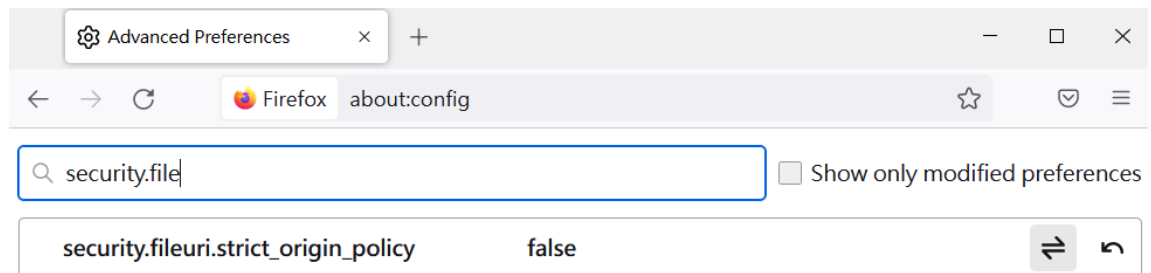 Advanced Preferences
Firefox about:config
security.file
Show only modified preferences
security.fileuri.strict_origin_policy false